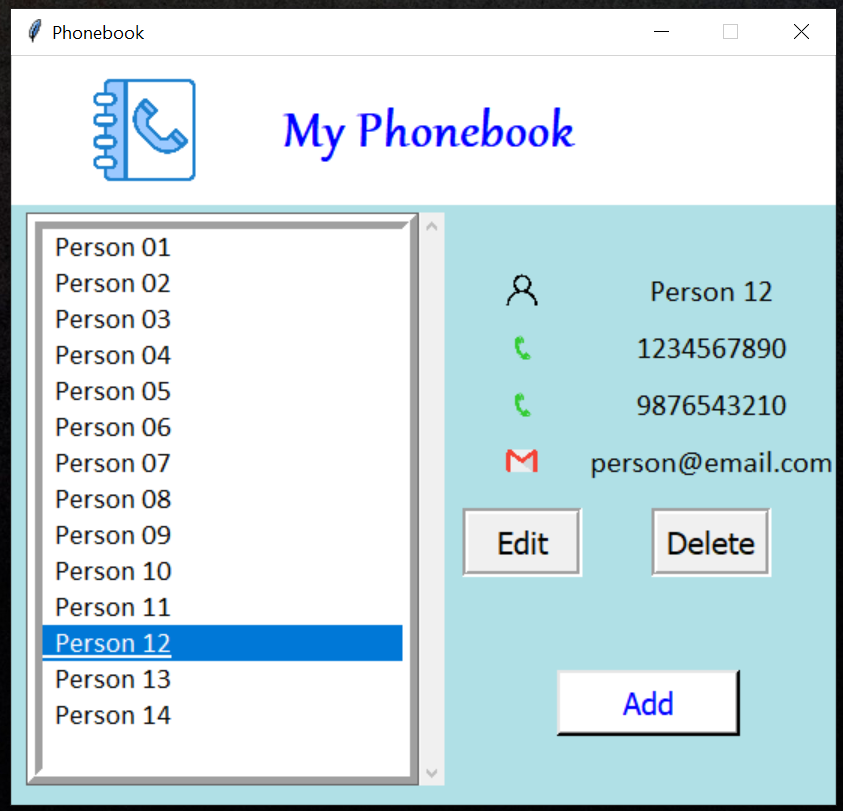 Phonebook
My Phonebook
Person 01
Person 02
Person 03
Person 04
Person 05
Person 06
Person 07
Person 08
Person 09
Person 10
Person 11
Person 12
Person 13
Person 14
Person 12
1234567890
9876543210
person@email.com
Edit
Delete
Add